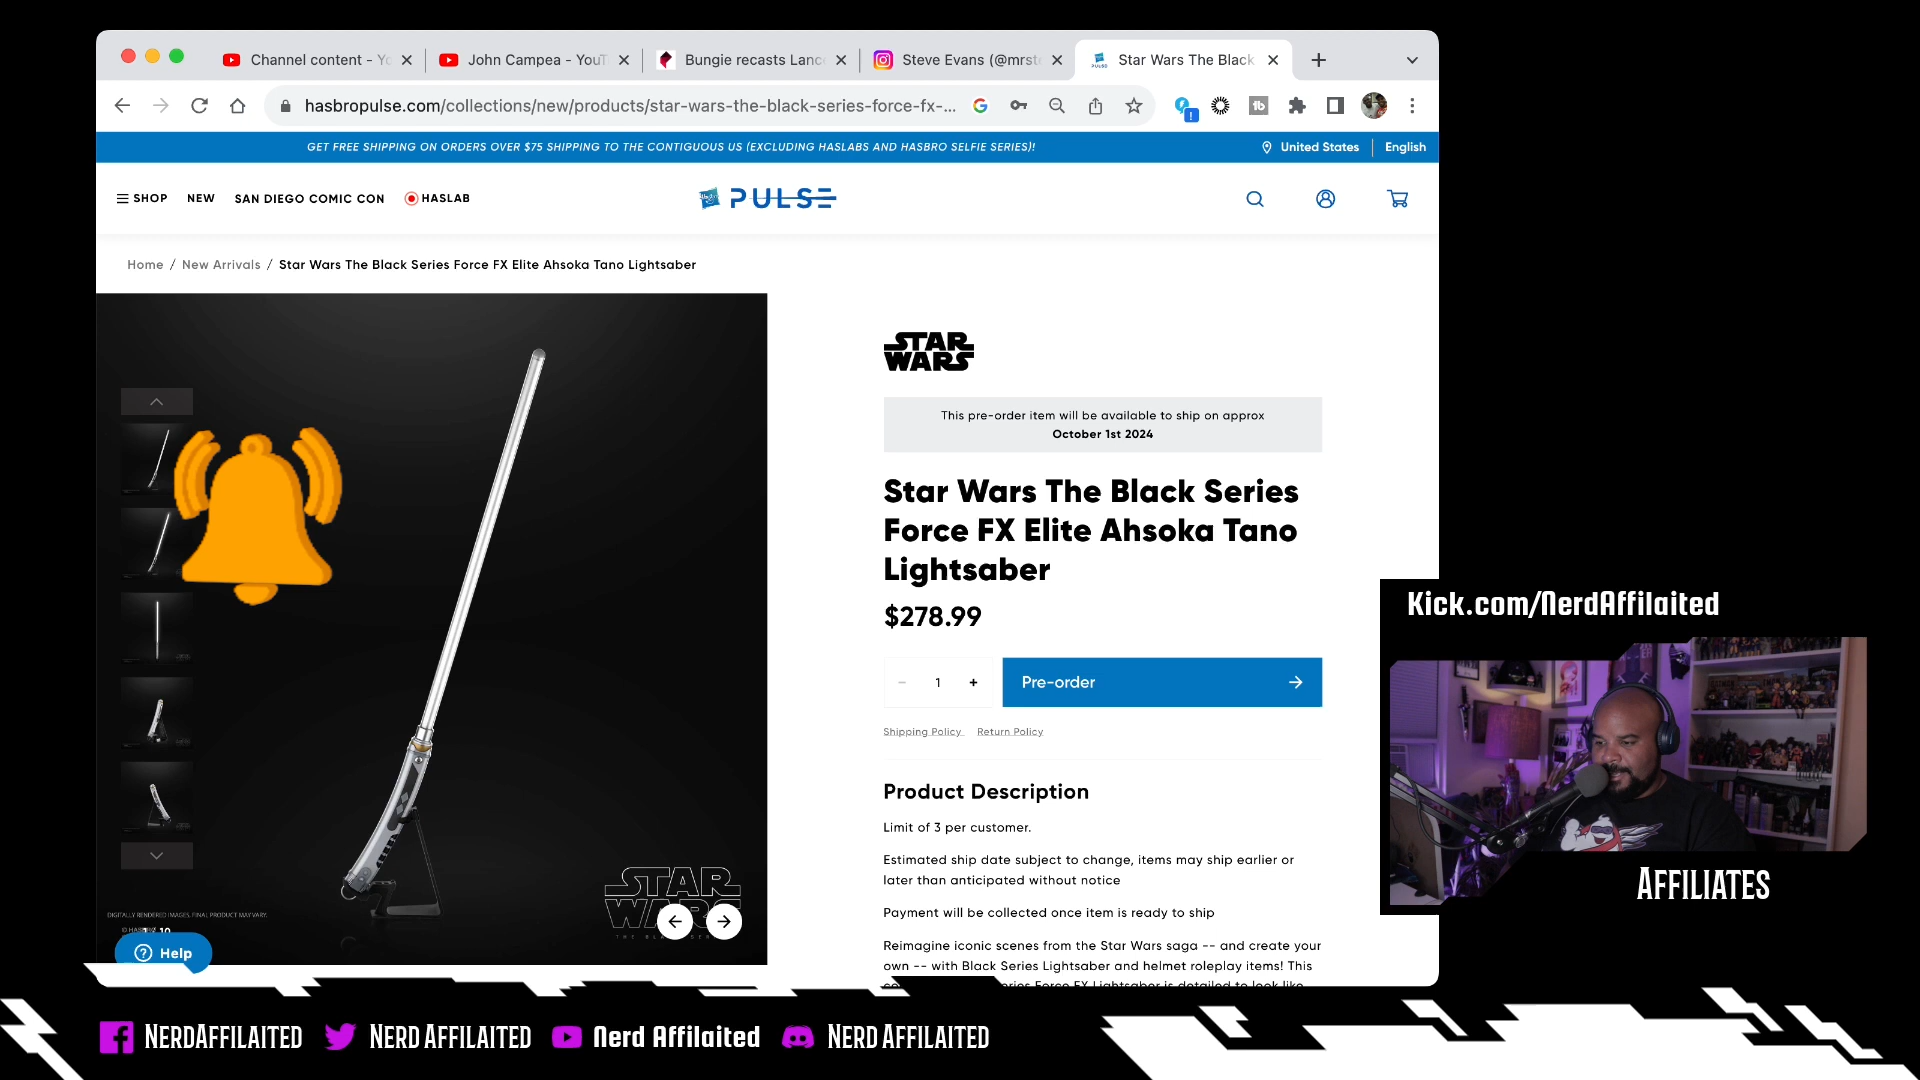 Channel content - Yo
John Campea - YouT
Bungie recasts Lanc
Steve Evans (@mrst
Star Wars The Black
hasbropulse.com/collections/new/products/star-wars-the-black-series-force-fx-...
GET FREE SHIPPING ON ORDERS OVER $75 SHIPPING TO THE CONTIGUOUS US (EXCLUDING HASLABS AND HASBRO SELFIE SERIES)!
United States
English
SHOP
NEW
SAN DIEGO COMIC CON
HASLAB
PULSE
Home / New Arrivals / Star Wars The Black Series Force FX Elite Ahsoka Tano Lightsaber
STAR
WARS
This pre-order item will be available to ship on approx
October 1st 2024
Star Wars The Black Series
Force FX Elite Ahsoka Tano
Lightsaber
$278.99
1
Pre-order
Shipping Policy
Return Policy
Product Description
Limit of 3 per customer.
Estimated ship date subject to change, items may ship earlier or
later than anticipated without notice
Payment will be collected once item is ready to ship
Reimagine iconic scenes from the Star Wars saga -- and create your
own -- with Black Series Lightsaber and helmet roleplay items! This
STAR
WARS
DIGITALLY RENDERED IMAGES. FINAL PRODUCT MAY VARY.
Help
Kick.com/NerdAffilaited
AFFILIATES
NERDAFFILAITED
NERD AFFILAITED
Nerd Affilaited
NERD AFFILAITED